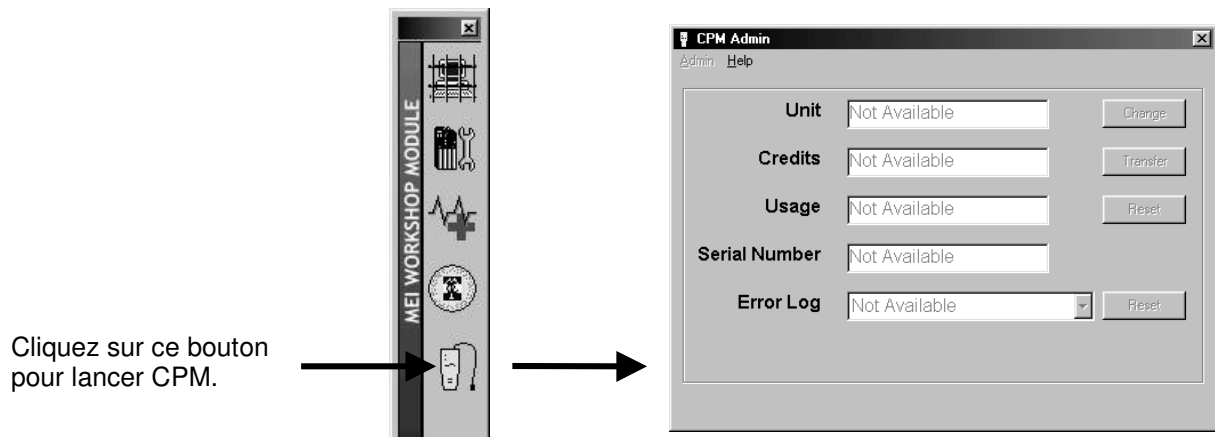 MEI WORKSHOP MODULE
Cliquez sur ce bouton
pour lancer CPM.
CPM Admin
Admin Help
Unit Not Available Change
Credits Not Available Transfer
Usage Not Available Reset
Serial Number Not Available
Error Log Not Available Reset